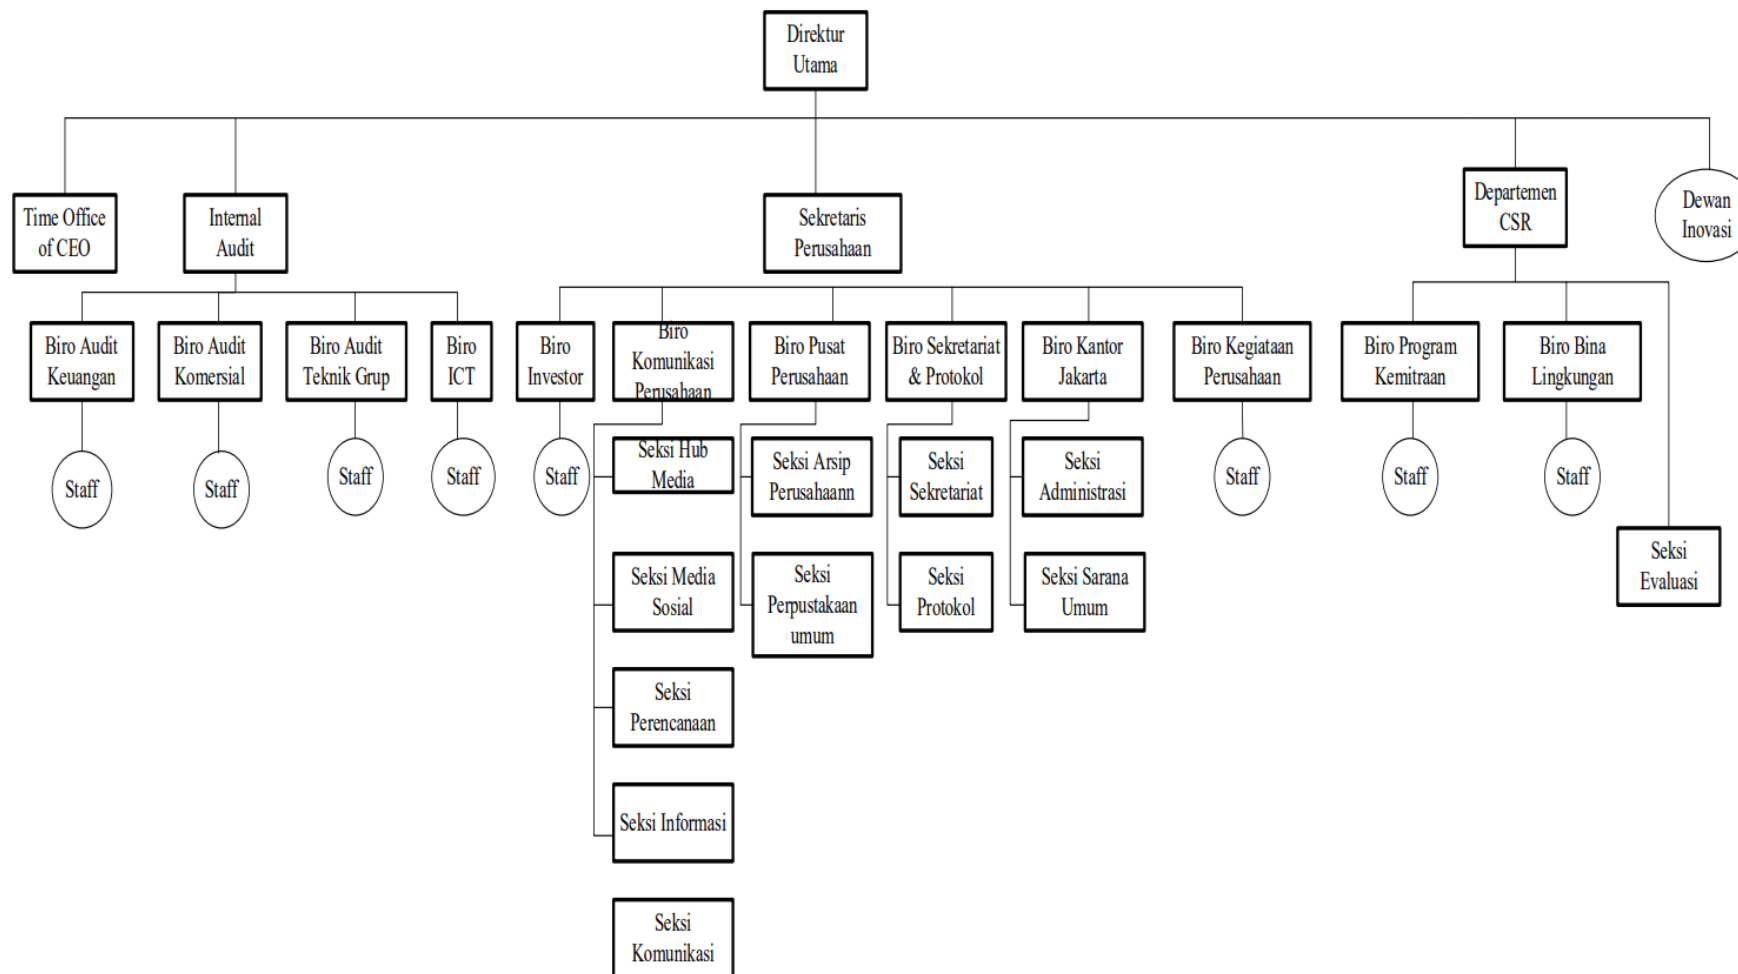 Direktur
Utama
Time Office
of CEO
Internal
Audit
Sekretaris
Perusahaan
Departemen
CSR
Dewan
Inovasi
Biro Audit
Keuangan
Biro Audit
Komersial
Biro Audit
Teknik Grup
Biro
ICT
Biro
Investor
Biro
Komunikasi
Perusahaan
Biro Pusat
Perusahaan
Biro Sekretariat
& Protokol
Biro Kantor
Jakarta
Biro Kegiataan
Perusahaan
Biro Program
Kemitraan
Biro Bina
Lingkungan
Staff
Staff
Staff
Staff
Staff
Seksi Hub
Media
Seksi Arsip
Perusahaann
Seksi
Sekretariat
Seksi
Administrasi
Staff
Staff
Staff
Seksi Media
Sosial
Seksi
Perpustakaan
umum
Seksi
Protokol
Seksi Sarana
Umum
Seksi
Evaluasi
Seksi
Perencanaan
Seksi Informasi
Seksi
Komunikasi